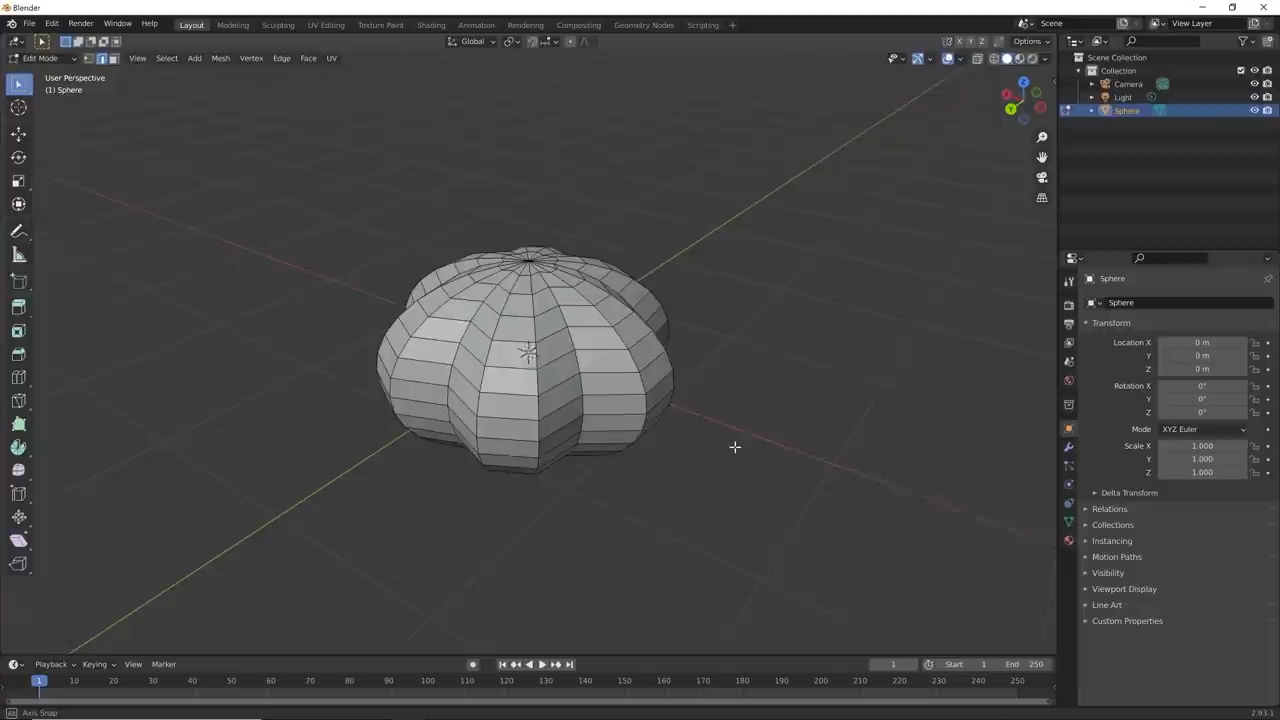 Blender
File Edit Render Window Help Layout Modeling Sculpting UV Editing Texture Paint Shading Animation Rendering Compositing Geometry Nodes Scripting + Scene View Layer
Global X Y Z Options
Edit Mode View Select Add Mesh Vertex Edge Face UV
User Perspective
(1) Sphere
Z
Y
Scene Collection
Collection
Camera
Light
Sphere
Sphere
Sphere
Transform
Location X 0 m
Y 0 m
Z 0 m
Rotation X 0°
Y 0°
Z 0°
Mode XYZ Euler
Scale X 1.000
Y 1.000
Z 1.000
Delta Transform
Relations
Collections
Instancing
Motion Paths
Visibility
Viewport Display
Line Art
Custom Properties
Playback Keying View Marker 1 Start 1 End 250
1 10 20 30 40 50 60 70 80 90 100 110 120 130 140 150 160 170 180 190 200 210 220 230 240 250
Alt Axis Snap 2.93.1